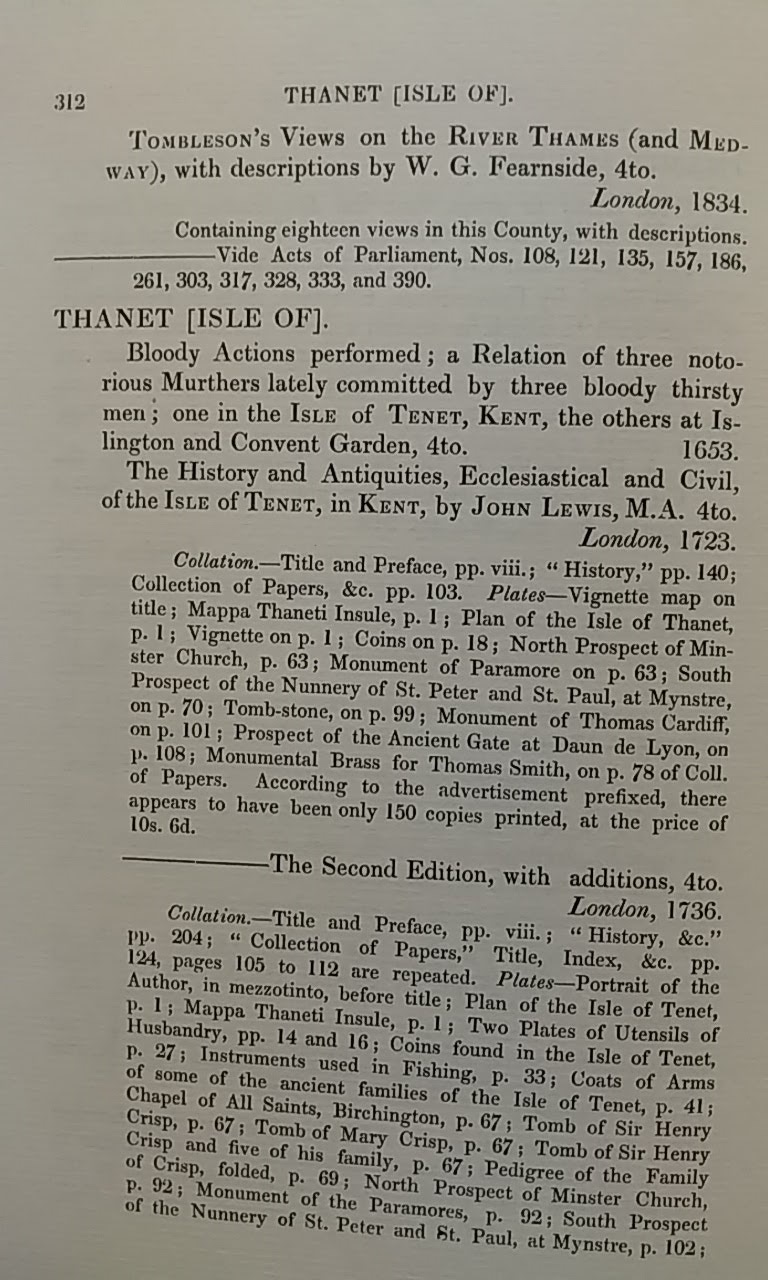 312 THANET [ISLE OF].
TOMBLESON'S Views on the RIVER THAMES (and MED-
WAY), with descriptions by W. G. Fearnside, 4to.
London, 1834.
Containing eighteen views in this County, with descriptions.
————Vide Acts of Parliament, Nos. 108, 121, 135, 157, 186,
261, 303, 317, 328, 333, and 390.
THANET [ISLE OF].
Bloody Actions performed; a Relation of three noto-
rious Murthers lately committed by three bloody thirsty
men; one in the ISLE of TENET, KENT, the others at Is-
lington and Convent Garden, 4to. 1653.
The History and Antiquities, Ecclesiastical and Civil,
of the ISLE of TENET, in KENT, by JOHN LEWIS, M.A. 4to.
London, 1723.
Collation.—Title and Preface, pp. viii.; "History," pp. 140;
Collection of Papers, &c. pp. 103. Plates—Vignette map on
title; Mappa Thaneti Insule, p. 1; Plan of the Isle of Thanet,
p. 1; Vignette on p. 1; Coins on p. 18; North Prospect of Min-
ster Church, p. 63; Monument of Paramore on p. 63; South
Prospect of the Nunnery of St. Peter and St. Paul, at Mynstre,
on p. 70; Tomb-stone, on p. 99; Monument of Thomas Cardiff,
on p. 101; Prospect of the Ancient Gate at Daun de Lyon, on
p. 108; Monumental Brass for Thomas Smith, on p. 78 of Coll.
of Papers. According to the advertisement prefixed, there
appears to have been only 150 copies printed, at the price of
10s. 6d.
————The Second Edition, with additions, 4to.
London, 1736.
Collation.—Title and Preface, pp. viii.; "History, &c."
pp. 204; "Collection of Papers," Title, Index, &c. pp.
124, pages 105 to 112 are repeated. Plates—Portrait of the
Author, in mezzotinto, before title; Plan of the Isle of Tenet,
p. 1; Mappa Thaneti Insule, p. 1; Two Plates of Utensils of
Husbandry, pp. 14 and 16; Coins found in the Isle of Tenet,
p. 27; Instruments used in Fishing, p. 33; Coats of Arms
of some of the ancient families of the Isle of Tenet, p. 41;
Chapel of All Saints, Birchington, p. 67; Tomb of Sir Henry
Crisp, p. 67; Tomb of Mary Crisp, p. 67; Tomb of Sir Henry
Crisp and five of his family, p. 67; Pedigree of the Family
of Crisp, folded, p. 69; North Prospect of Minster Church,
p. 92; Monument of the Paramores, p. 92; South Prospect
of the Nunnery of St. Peter and St. Paul, at Mynstre, p. 102;